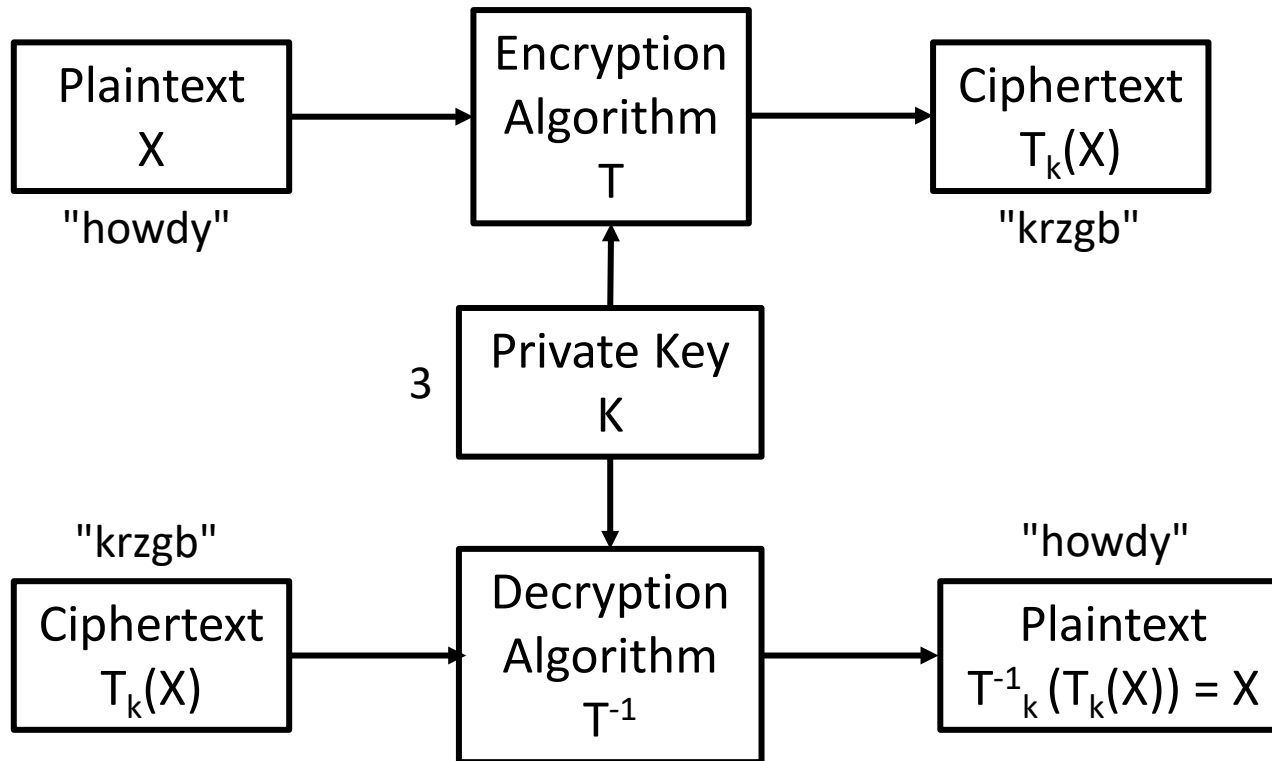 Plaintext
X
"howdy"
Encryption
Algorithm
T
Ciphertext
Tₖ(X)
"krzgb"
3
Private Key
K
"krzgb"
Ciphertext
Tₖ(X)
Decryption
Algorithm
T⁻¹
"howdy"
Plaintext
T⁻¹ₖ (Tₖ(X)) = X